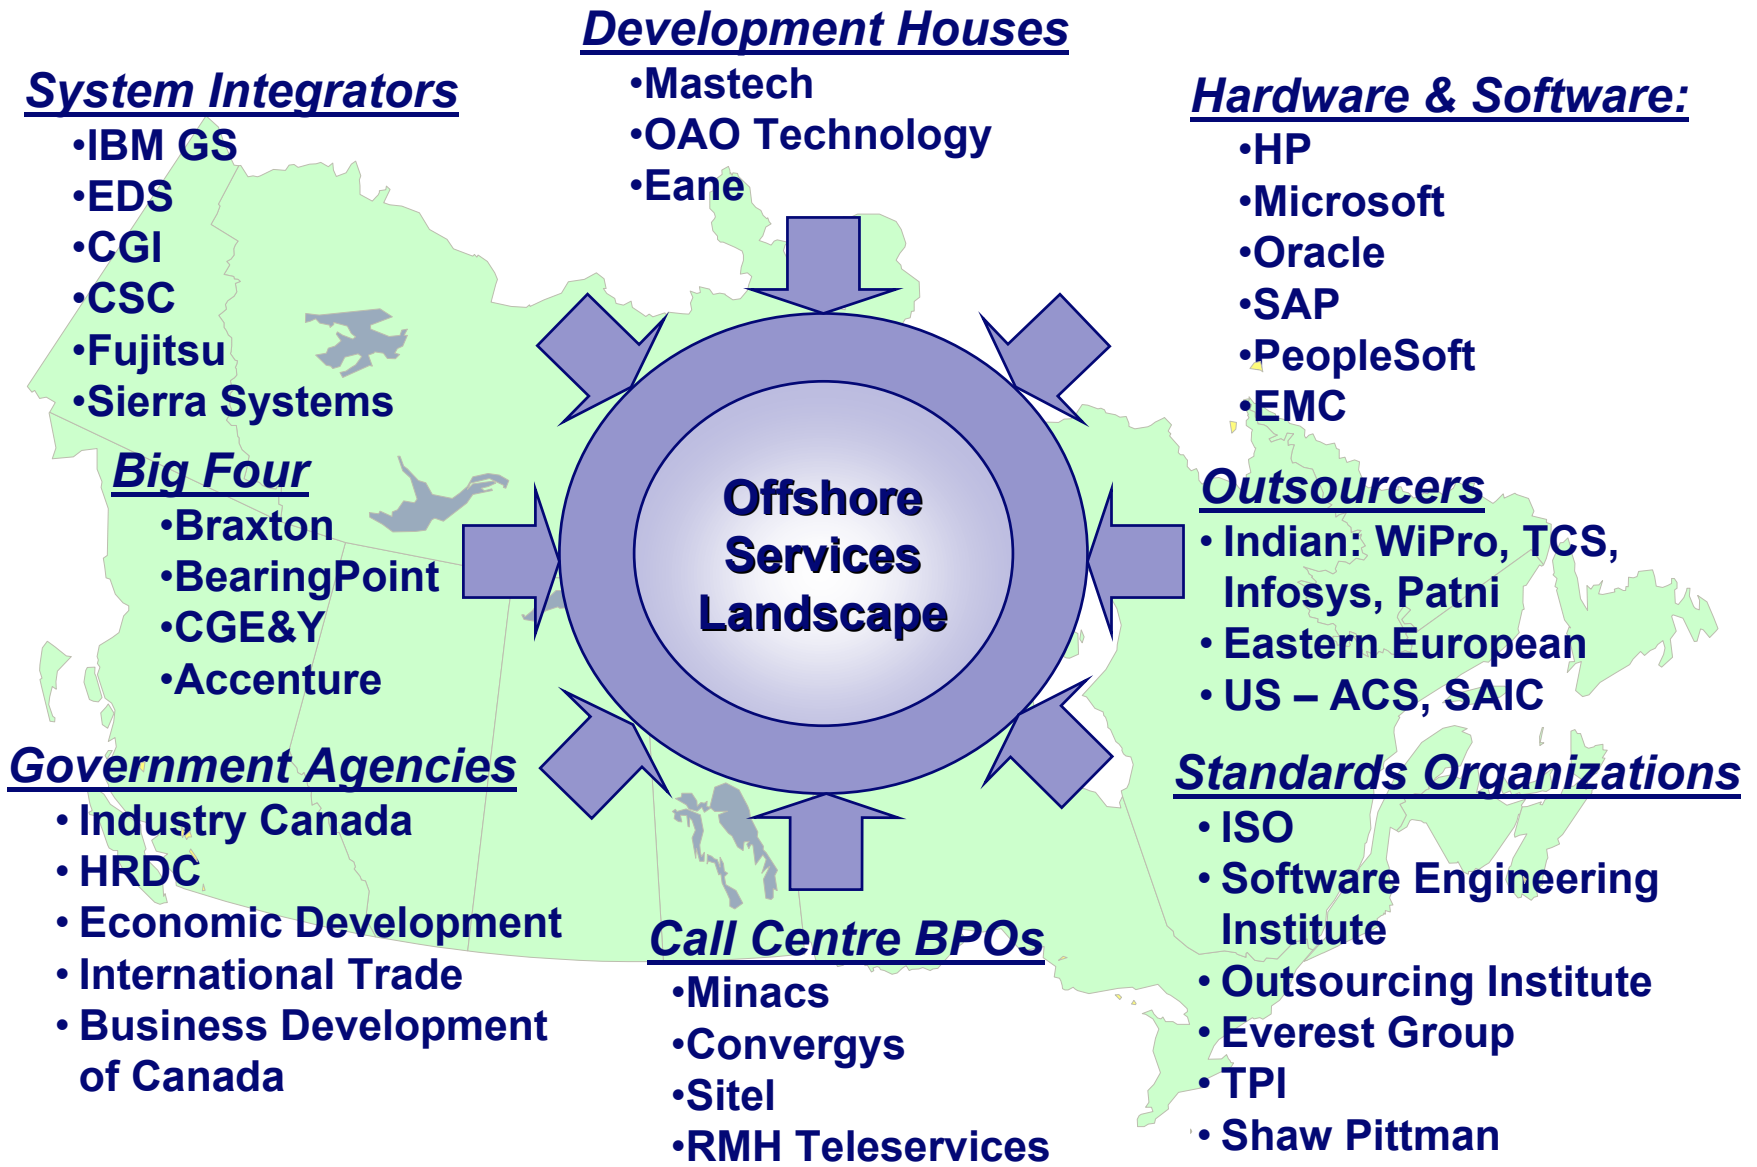 Development Houses
•Mastech
•OAO Technology
•Eane
System Integrators
•IBM GS
•EDS
•CGI
•CSC
•Fujitsu
•Sierra Systems
Hardware & Software:
•HP
•Microsoft
•Oracle
•SAP
•PeopleSoft
•EMC
Big Four
•Braxton
•BearingPoint
•CGE&Y
•Accenture
Offshore
Services
Landscape
Outsourcers
• Indian: WiPro, TCS,
Infosys, Patni
• Eastern European
• US – ACS, SAIC
Government Agencies
• Industry Canada
• HRDC
• Economic Development
• International Trade
• Business Development
of Canada
Call Centre BPOs
•Minacs
•Convergys
•Sitel
•RMH Teleservices
Standards Organizations
• ISO
• Software Engineering
Institute
• Outsourcing Institute
• Everest Group
• TPI
• Shaw Pittman